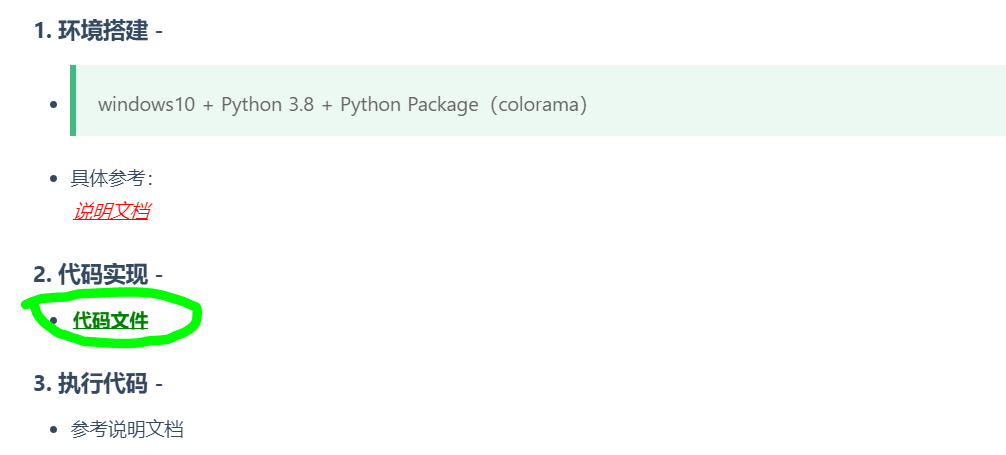 1. 环境搭建 -
windows10 + Python 3.8 + Python Package（colorama）
具体参考：
说明文档
2. 代码实现 -
代码文件
3. 执行代码 -
参考说明文档